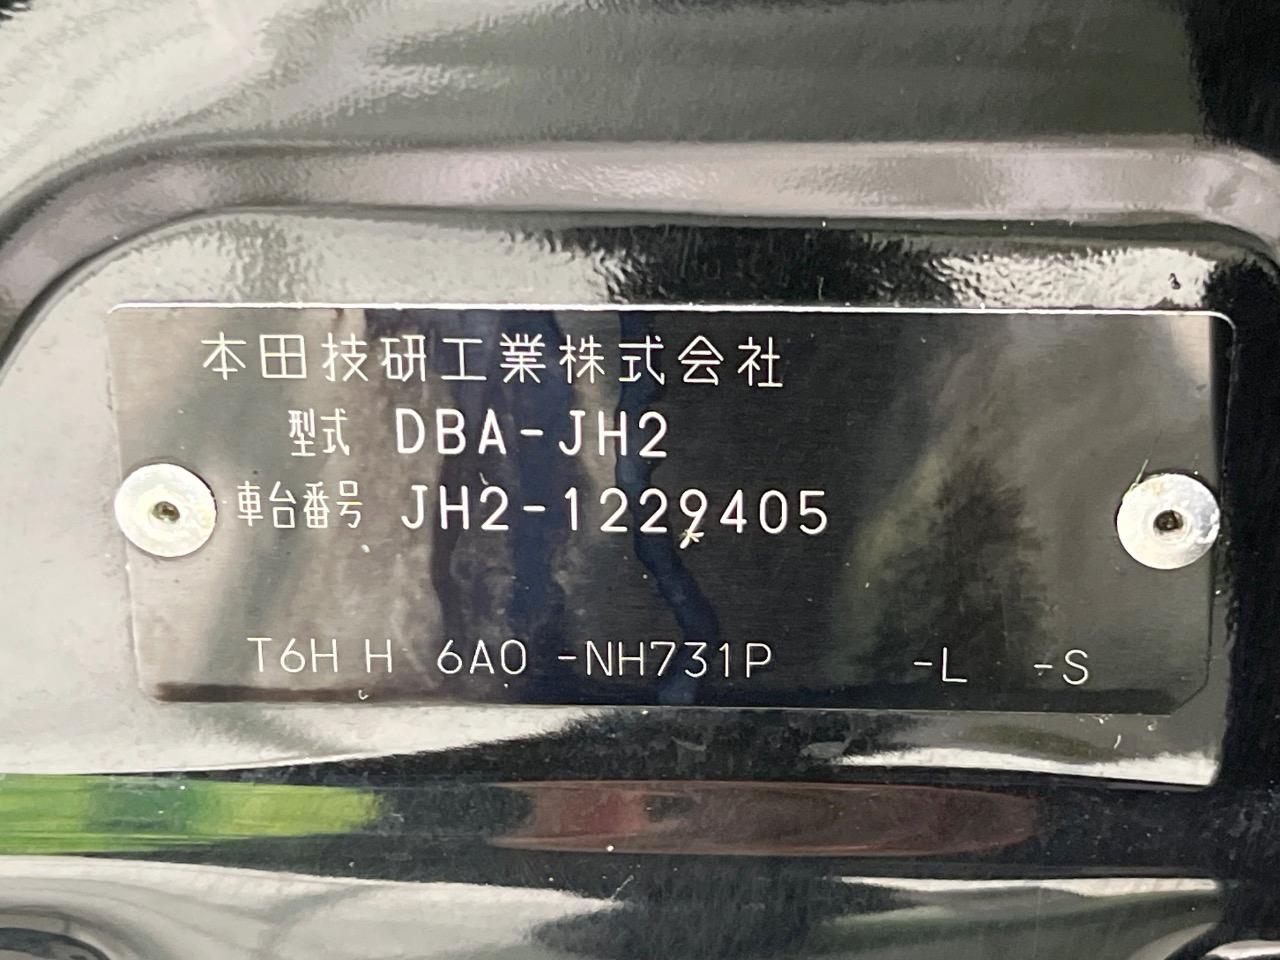 本田技研工業株式会社
型式 DBA-JH2
車台番号 JH2-1229405
T6H H 6A0 -NH731P -L -S